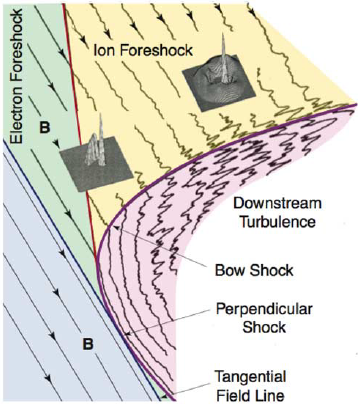 Electron Foreshock
Ion Foreshock
B
Downstream
Turbulence
Bow Shock
Perpendicular
Shock
B
Tangential
Field Line